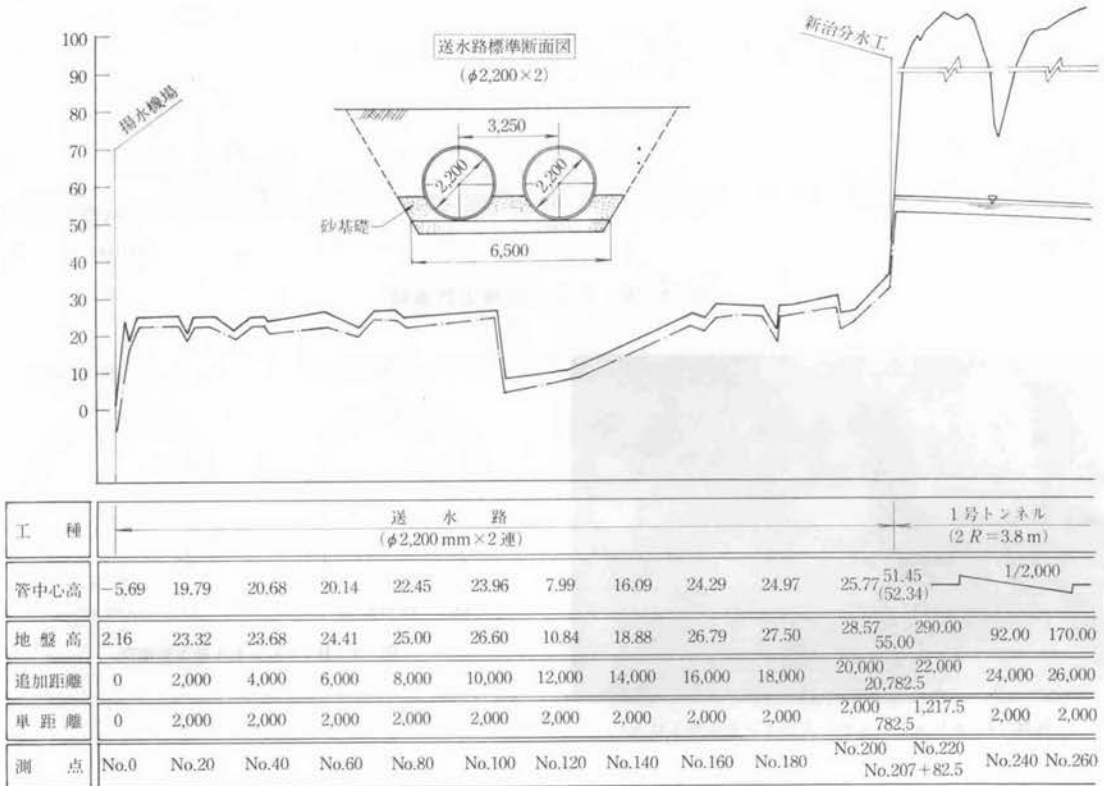 送水路標準断面図
(φ2,200×2)
新治分水工
揚水機場
100
90
80
70
60
50
40
30
20
10
0
3,250
2,200
2,200
砂基礎
6,500
工種
送水路
(φ2,200mm×2連)
1号トンネル
(2R=3.8m)
管中心高 -5.69 19.79 20.68 20.14 22.45 23.96 7.99 16.09 24.29 24.97 25.77 51.45 (52.34) 1/2,000
地盤高 2.16 23.32 23.68 24.41 25.00 26.60 10.84 18.88 26.79 27.50 28.57 55.00 290.00 92.00 170.00
追加距離 0 2,000 4,000 6,000 8,000 10,000 12,000 14,000 16,000 18,000 20,000 20,782.5 22,000 24,000 26,000
単距離 0 2,000 2,000 2,000 2,000 2,000 2,000 2,000 2,000 2,000 2,000 782.5 1,217.5 2,000 2,000
測点 No.0 No.20 No.40 No.60 No.80 No.100 No.120 No.140 No.160 No.180 No.200 No.207+82.5 No.220 No.240 No.260